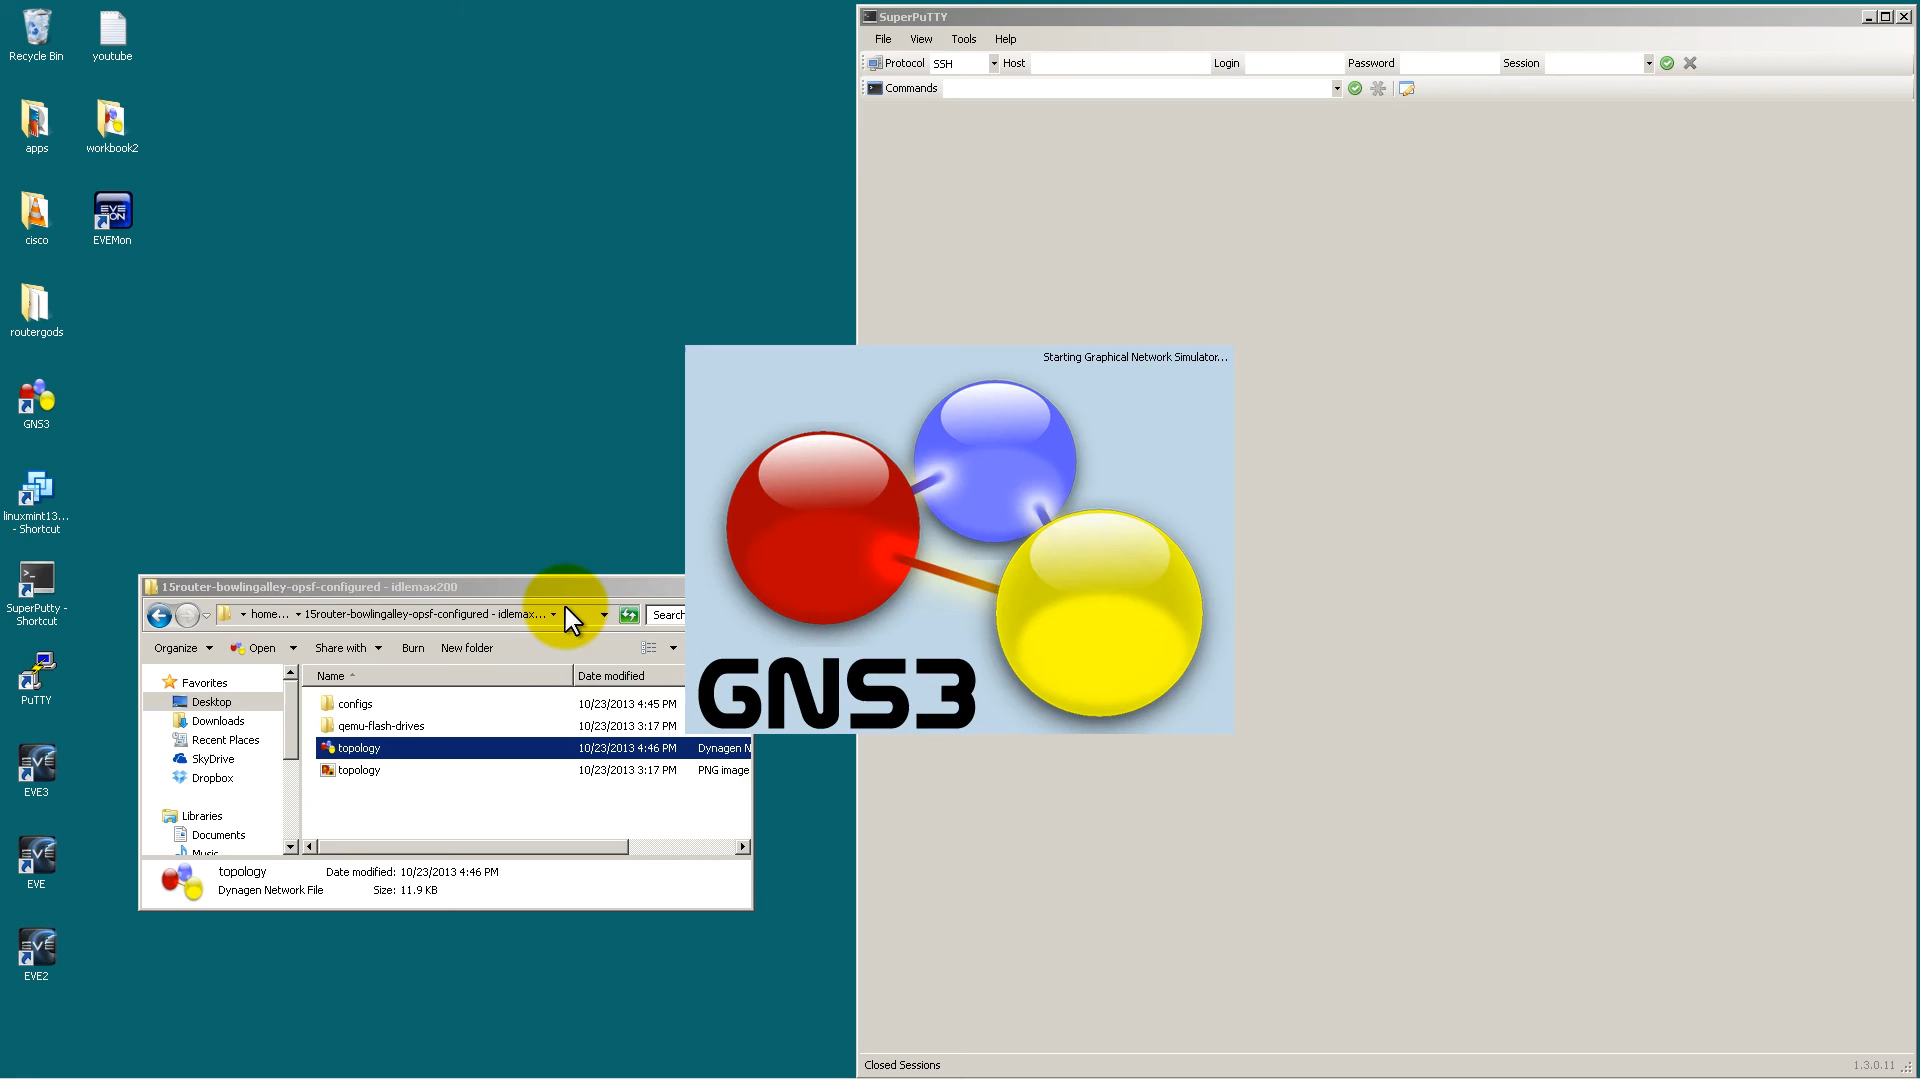 Recycle Bin
youtube
apps
workbook2
cisco
EVEMon
routergods
GNS3
linuxmint13...
- Shortcut
SuperPutty -
Shortcut
PuTTY
EVE3
EVE
EVE2
SuperPuTTY
File View Tools Help
Protocol SSH Host Login Password Session
Commands
Closed Sessions
1.3.0.11
Starting Graphical Network Simulator...
GNS3
15router-bowlingalley-opsf-configured - idlemax200
home... 15router-bowlingalley-opsf-configured - idlemax... Search
Organize Open Share with Burn New folder
Favorites
Desktop
Downloads
Recent Places
SkyDrive
Dropbox
Libraries
Documents
Music
Name Date modified
configs 10/23/2013 4:45 PM
qemu-flash-drives 10/23/2013 3:17 PM
topology 10/23/2013 4:46 PM Dynagen N
topology 10/23/2013 3:17 PM PNG image
topology Date modified: 10/23/2013 4:46 PM
Dynagen Network File Size: 11.9 KB